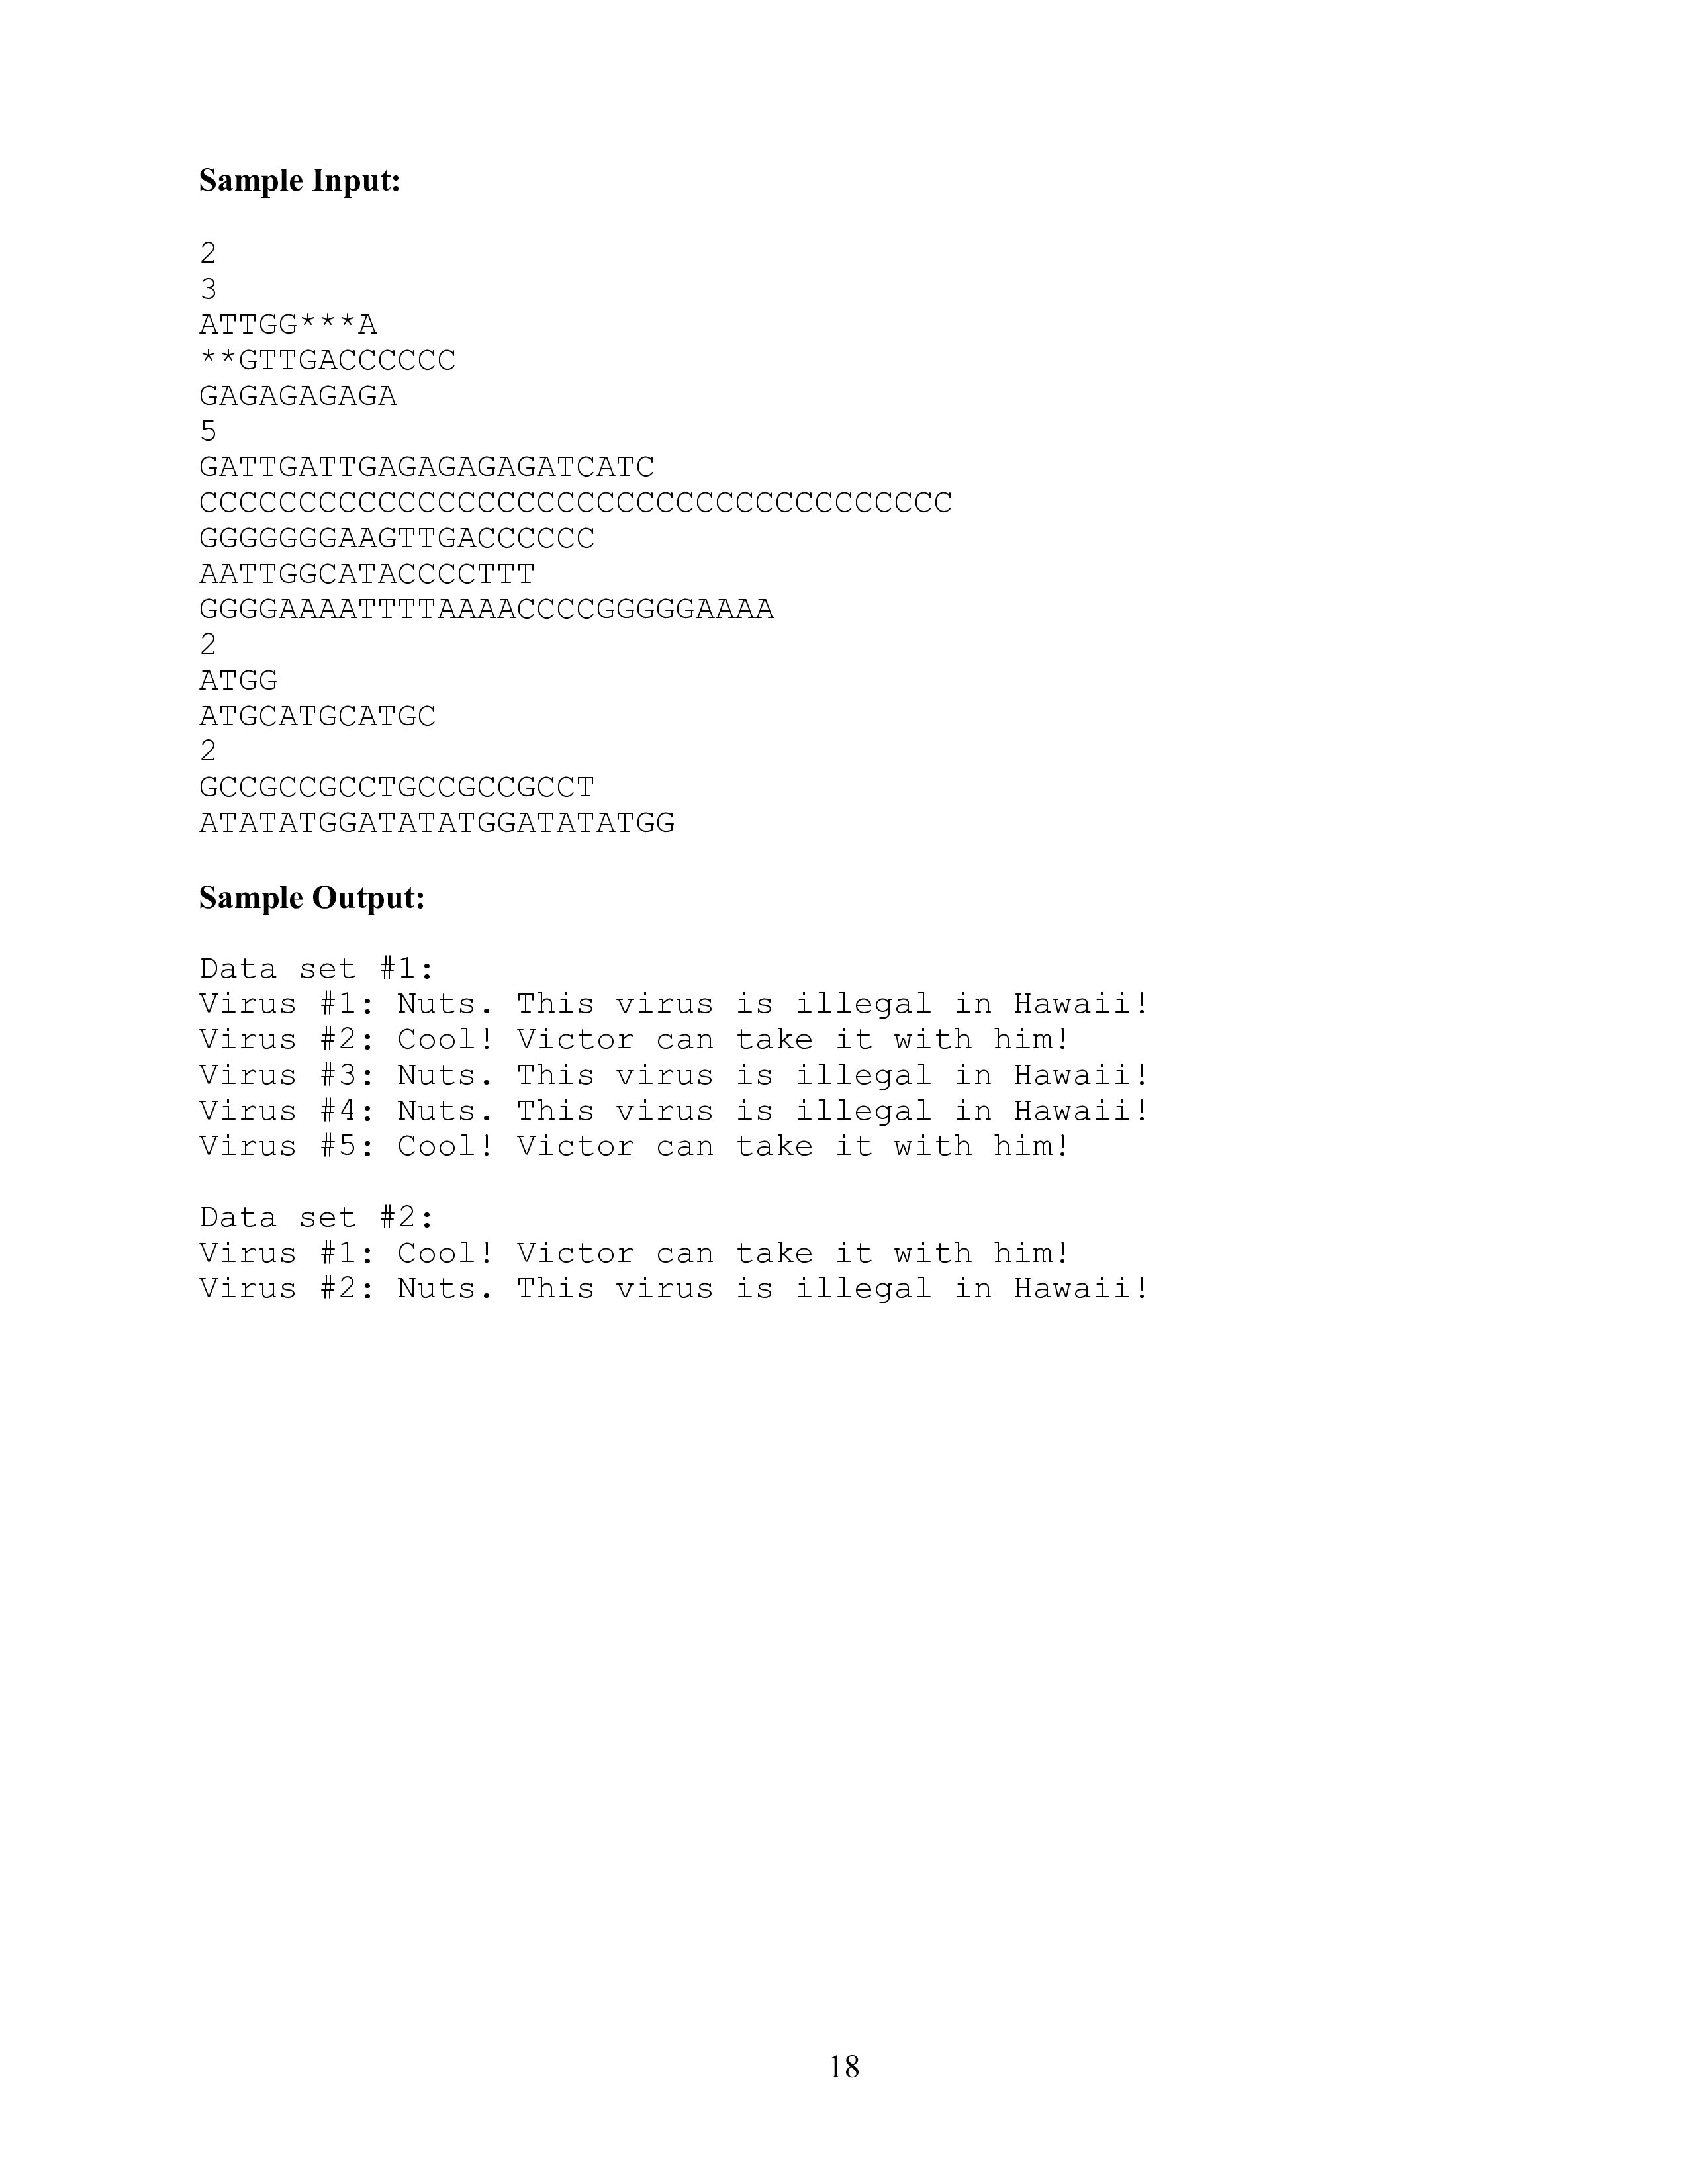 Sample Input:
2
3
ATTGG***A
**GTTGACCCCCC
GAGAGAGAGA
5
GATTGATTGAGAGAGAGATCATC
CCCCCCCCCCCCCCCCCCCCCCCCCCCCCCCCCCCCCC
GGGGGGGAAGTTGACCCCCC
AATTGGCATACCCCTTT
GGGGAAAATTTTAAAACCCCGGGGGAAAA
2
ATGG
ATGCATGCATGC
2
GCCGCCGCCTGCCGCCGCCT
ATATATGGATATATGGATATATGG
Sample Output:
Data set #1:
Virus #1: Nuts. This virus is illegal in Hawaii!
Virus #2: Cool! Victor can take it with him!
Virus #3: Nuts. This virus is illegal in Hawaii!
Virus #4: Nuts. This virus is illegal in Hawaii!
Virus #5: Cool! Victor can take it with him!
Data set #2:
Virus #1: Cool! Victor can take it with him!
Virus #2: Nuts. This virus is illegal in Hawaii!
18